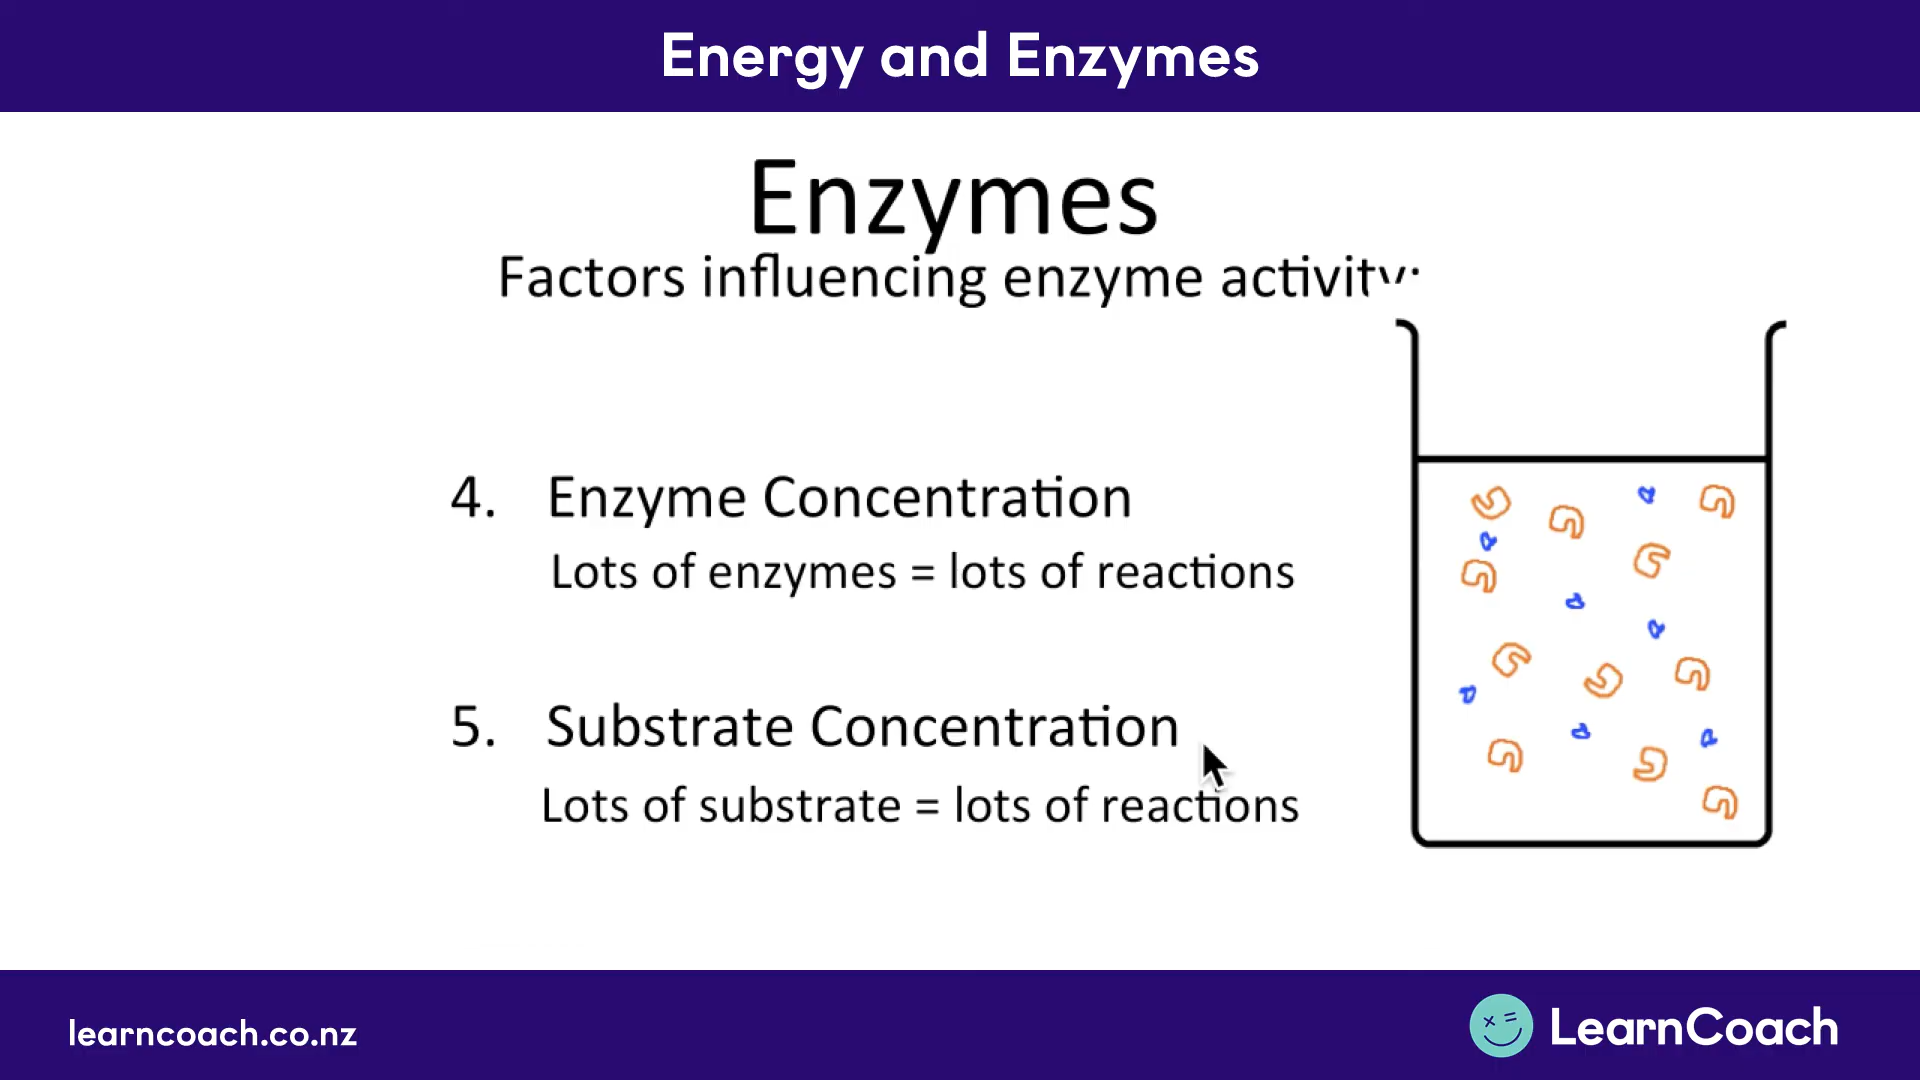 Energy and Enzymes
Enzymes
Factors influencing enzyme activity:
4. Enzyme Concentration
Lots of enzymes = lots of reactions
5. Substrate Concentration
Lots of substrate = lots of reactions
learncoach.co.nz
LearnCoach